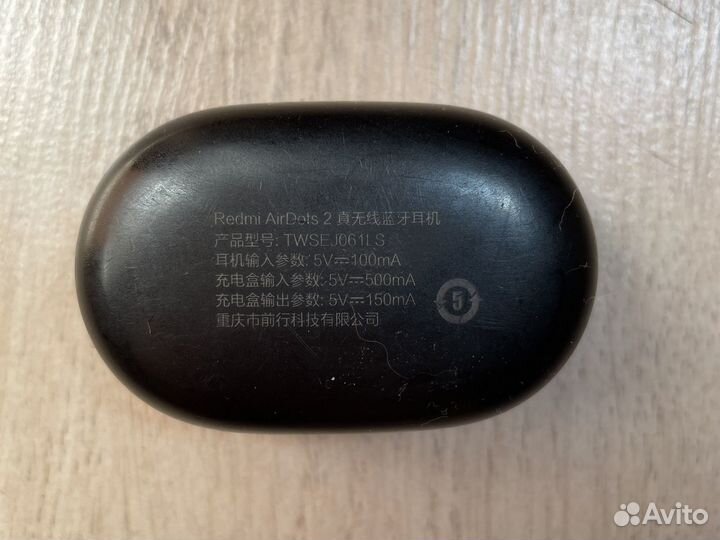 Redmi AirDots 2 真无线蓝牙耳机
产品型号: TWSEJ061LS
耳机输入参数: 5V⎓100mA
充电盒输入参数: 5V⎓500mA
充电盒输出参数: 5V⎓150mA
重庆市前行科技有限公司
5
Avito